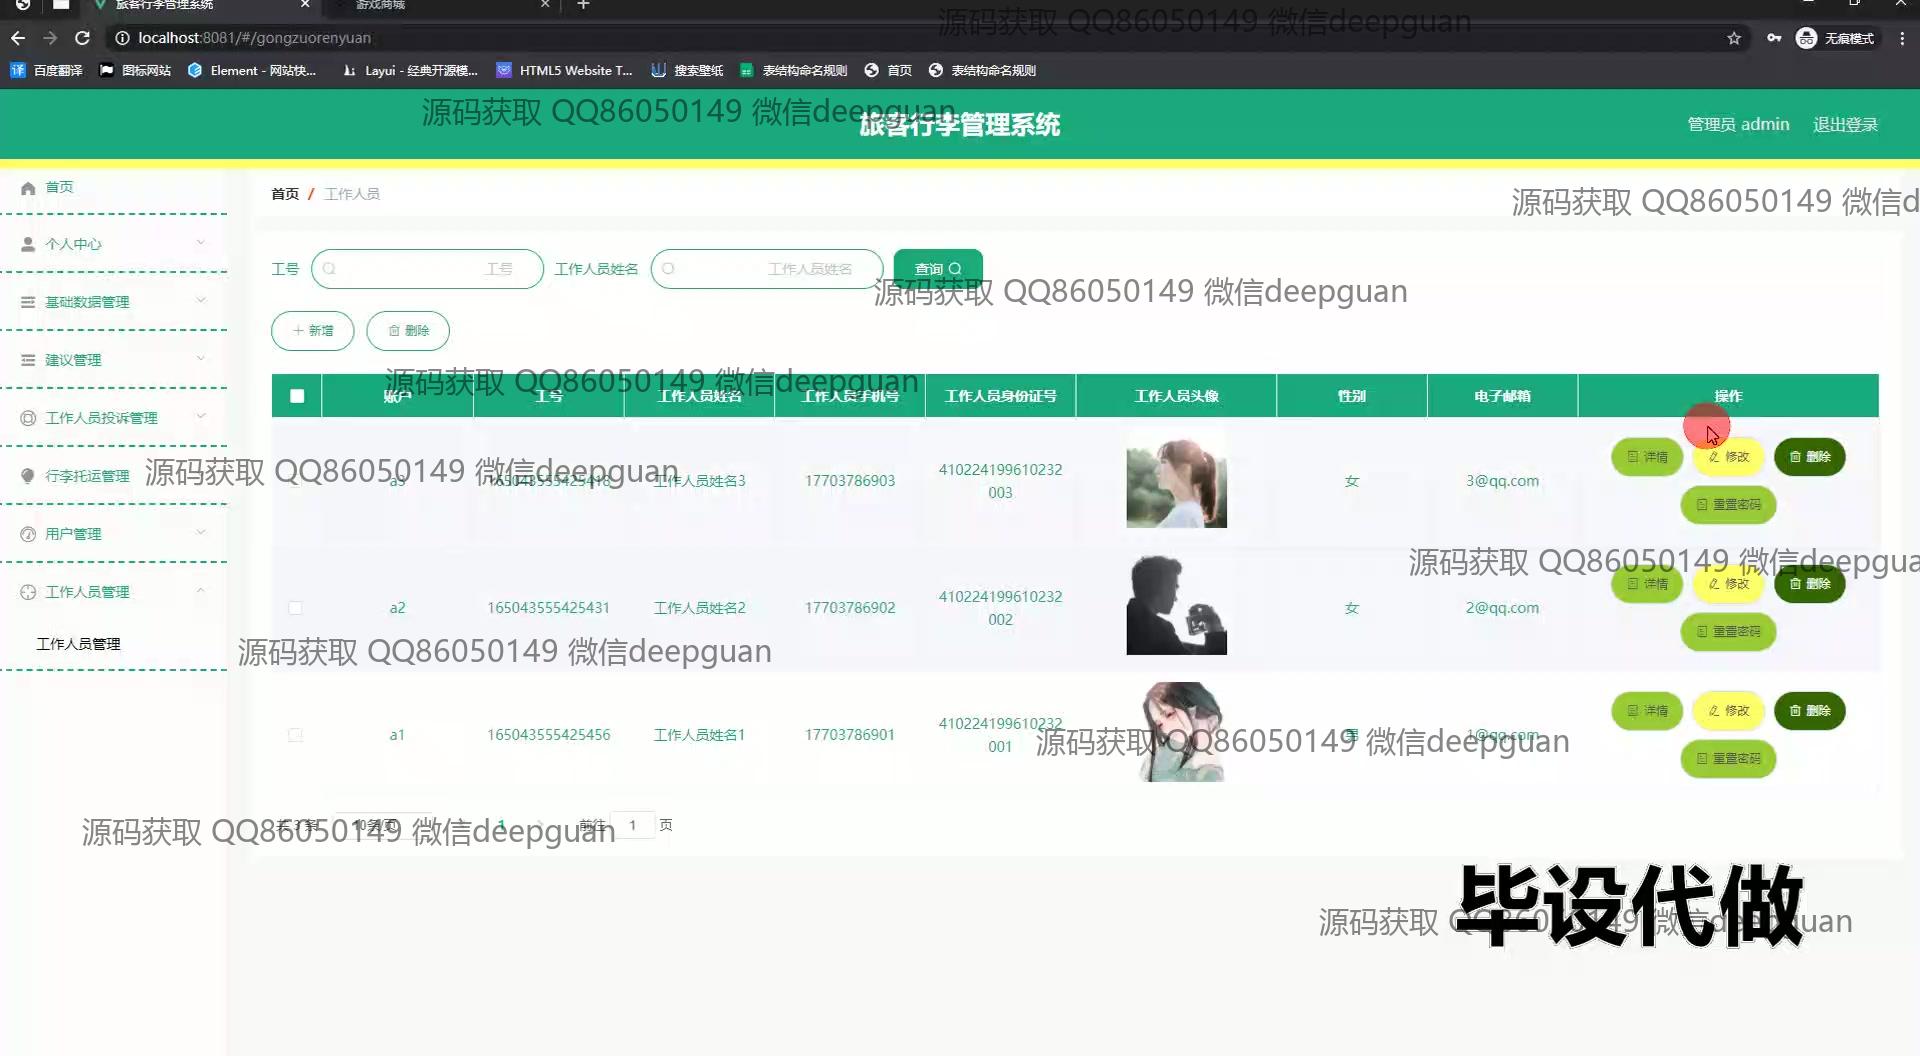 旅客行李管理系统
游戏商城
localhost:8081/#/gongzuorenyuan
无痕模式
百度翻译 图标网站 Element - 网站快... Layui - 经典开源模... HTML5 Website T... 搜索壁纸 表结构命名规则 首页 表结构命名规则
旅客行李管理系统
管理员 admin 退出登录
首页
个人中心
基础数据管理
建议管理
工作人员投诉管理
行李托运管理
用户管理
工作人员管理
工作人员管理
首页 / 工作人员
工号 工号 工作人员姓名 工作人员姓名 查询
新增 删除
账户 工号 工作人员姓名 工作人员手机号 工作人员身份证号 工作人员头像 性别 电子邮箱 操作
a3 165043555425418 工作人员姓名3 17703786903 410224199610232003 女 3@qq.com 详情 修改 删除 重置密码
a2 165043555425431 工作人员姓名2 17703786902 410224199610232002 女 2@qq.com 详情 修改 删除 重置密码
a1 165043555425456 工作人员姓名1 17703786901 410224199610232001 男 1@qq.com 详情 修改 删除 重置密码
共 3 条 10条/页 1 前往 1 页
源码获取 QQ86050149 微信deepguan
源码获取 QQ86050149 微信deepguan
源码获取 QQ86050149 微信d
源码获取 QQ86050149 微信deepguan
源码获取 QQ86050149 微信deepguan
源码获取 QQ86050149 微信deepguan
源码获取 QQ86050149 微信deepgua
源码获取 QQ86050149 微信deepguan
源码获取 QQ86050149 微信deepguan
源码获取 QQ86050149 微信deepguan
源码获取 QQ86050149 微信deepguan
毕设代做